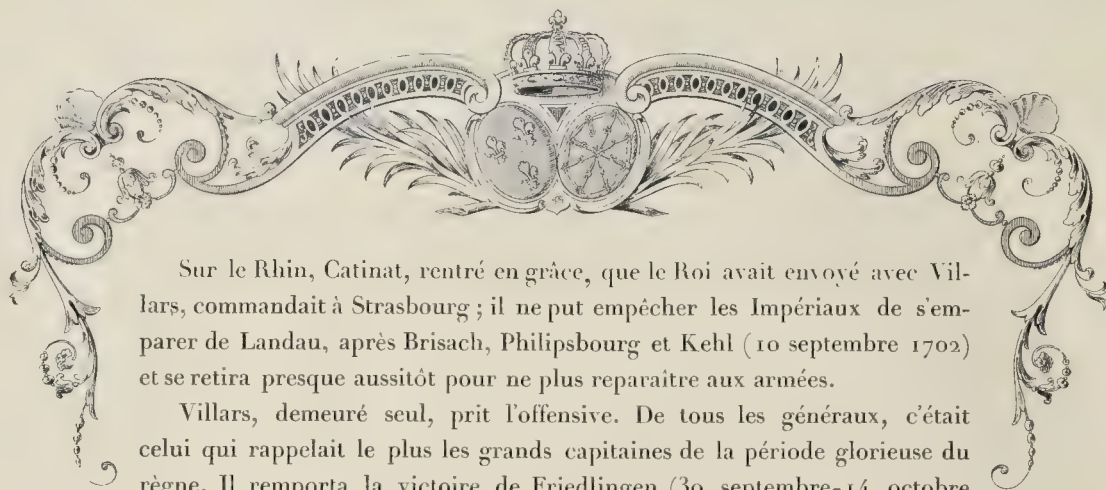 Sur le Rhin, Catinat, rentré en grâce, que le Roi avait envoyé avec Vil-
lars, commandait à Strasbourg ; il ne put empêcher les Impériaux de s'em-
parer de Landau, après Brisach, Philipsbourg et Kehl (10 septembre 1702)
et se retira presque aussitôt pour ne plus reparaître aux armées.
Villars, demeuré seul, prit l'offensive. De tous les généraux, c'était
celui qui rappelait le plus les grands capitaines de la période glorieuse du
règne. Il remporta la victoire de Friedlingen (30 septembre-14 octobre